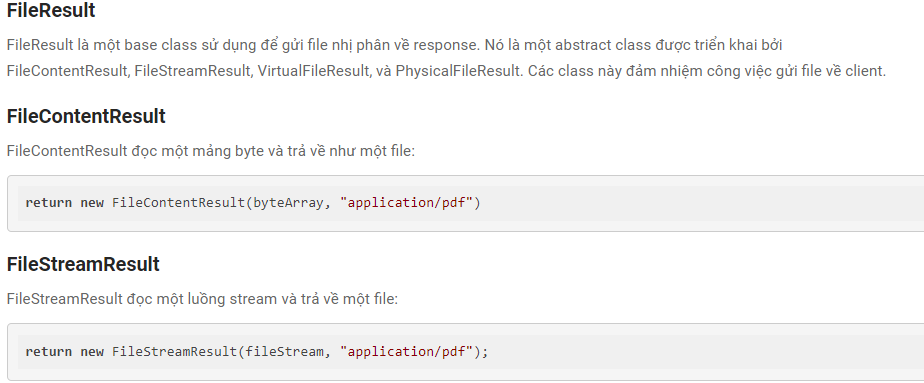 FileResult
FileResult là một base class sử dụng để gửi file nhị phân về response. Nó là một abstract class được triển khai bởi
FileContentResult, FileStreamResult, VirtualFileResult, và PhysicalFileResult. Các class này đảm nhiệm công việc gửi file về client.
FileContentResult
FileContentResult đọc một mảng byte và trả về như một file:
return new FileContentResult(byteArray, "application/pdf")
FileStreamResult
FileStreamResult đọc một luồng stream và trả về một file:
return new FileStreamResult(fileStream, "application/pdf");